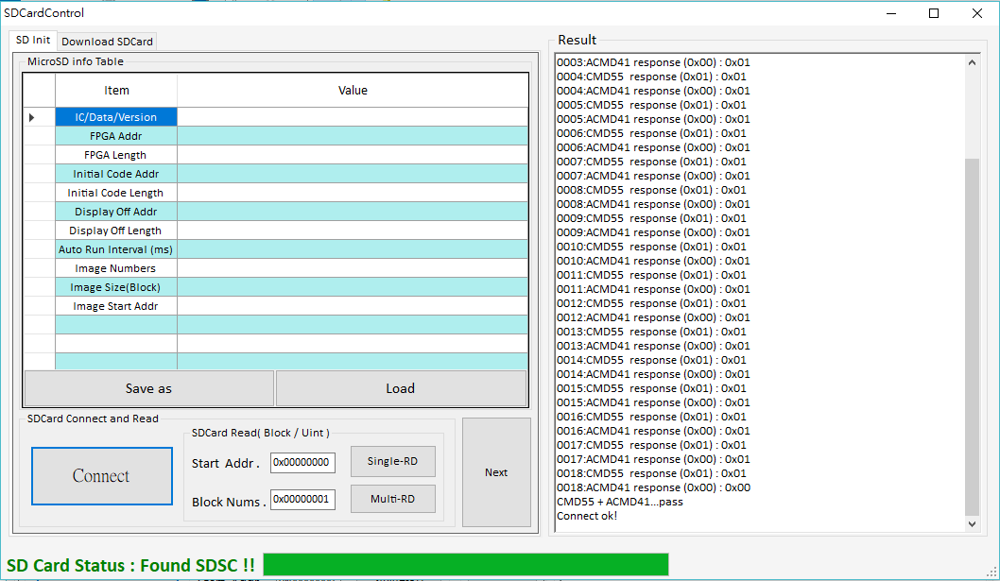 SDCardControl
SD Init
Download SDCard
MicroSD info Table
Item Value
IC/Data/Version
FPGA Addr
FPGA Length
Initial Code Addr
Initial Code Length
Display Off Addr
Display Off Length
Auto Run Interval (ms)
Image Numbers
Image Size(Block)
Image Start Addr
Save as
Load
SDCard Connect and Read
Connect
SDCard Read( Block / Uint )
Start Addr .
0x00000000
Single-RD
Block Nums .
0x00000001
Multi-RD
Next
Result
0003:ACMD41 response (0x00) : 0x01
0004:CMD55 response (0x01) : 0x01
0004:ACMD41 response (0x00) : 0x01
0005:CMD55 response (0x01) : 0x01
0005:ACMD41 response (0x00) : 0x01
0006:CMD55 response (0x01) : 0x01
0006:ACMD41 response (0x00) : 0x01
0007:CMD55 response (0x01) : 0x01
0007:ACMD41 response (0x00) : 0x01
0008:CMD55 response (0x01) : 0x01
0008:ACMD41 response (0x00) : 0x01
0009:CMD55 response (0x01) : 0x01
0009:ACMD41 response (0x00) : 0x01
0010:CMD55 response (0x01) : 0x01
0010:ACMD41 response (0x00) : 0x01
0011:CMD55 response (0x01) : 0x01
0011:ACMD41 response (0x00) : 0x01
0012:CMD55 response (0x01) : 0x01
0012:ACMD41 response (0x00) : 0x01
0013:CMD55 response (0x01) : 0x01
0013:ACMD41 response (0x00) : 0x01
0014:CMD55 response (0x01) : 0x01
0014:ACMD41 response (0x00) : 0x01
0015:CMD55 response (0x01) : 0x01
0015:ACMD41 response (0x00) : 0x01
0016:CMD55 response (0x01) : 0x01
0016:ACMD41 response (0x00) : 0x01
0017:CMD55 response (0x01) : 0x01
0017:ACMD41 response (0x00) : 0x01
0018:CMD55 response (0x01) : 0x01
0018:ACMD41 response (0x00) : 0x00
CMD55 + ACMD41...pass
Connect ok!
SD Card Status : Found SDSC !!